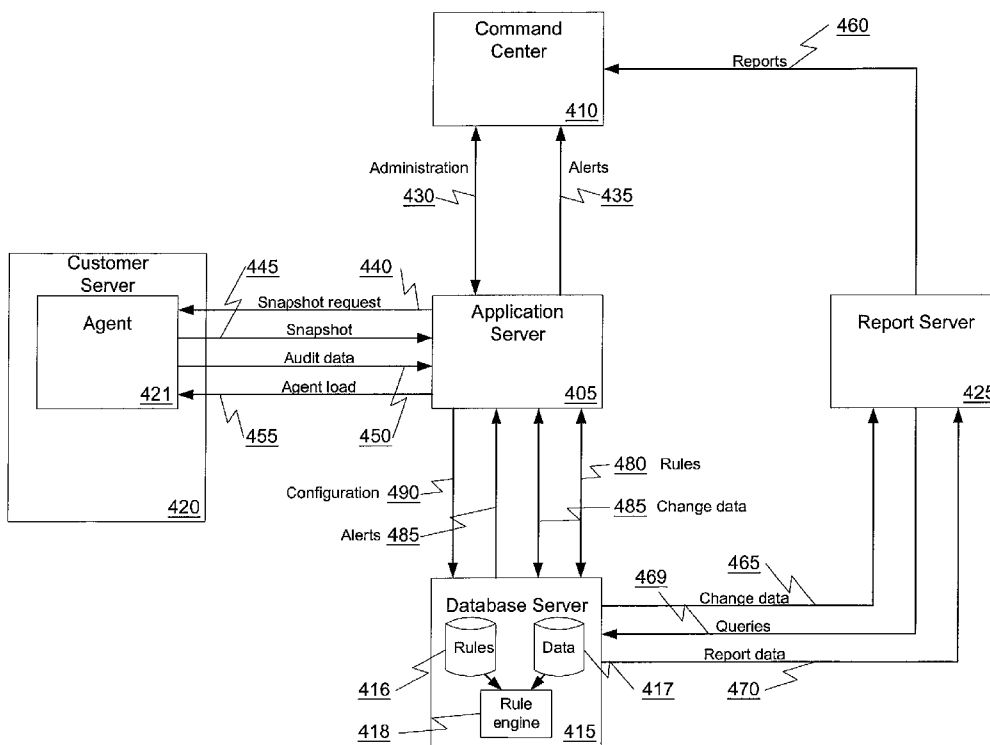 Command
Center
410
460
Reports
Administration
430
Alerts
435
Customer
Server
445
440
Snapshot request
Agent
Snapshot
Audit data
421
Agent load
455
450
420
Application
Server
405
Report Server
425
480 Rules
Configuration 490
485 Change data
Alerts 485
465
469
Database Server
Change data
Queries
Rules
Data
Report data
416
417
470
418
Rule
engine
415